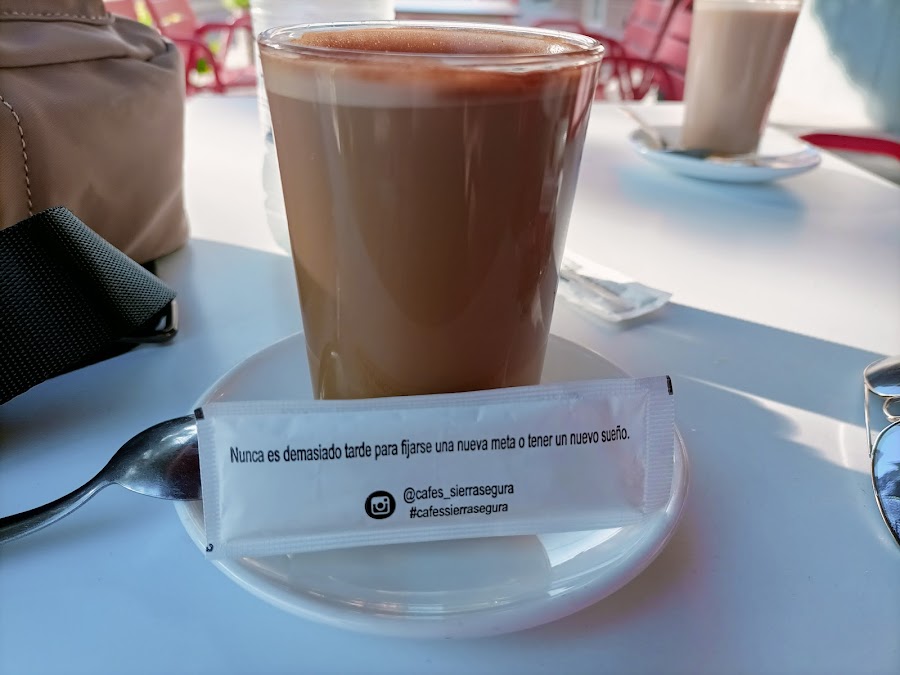 Nunca es demasiado tarde para fijarse una nueva meta o tener un nuevo sueño.
@cafes_sierrasegura
#cafessierrasegura